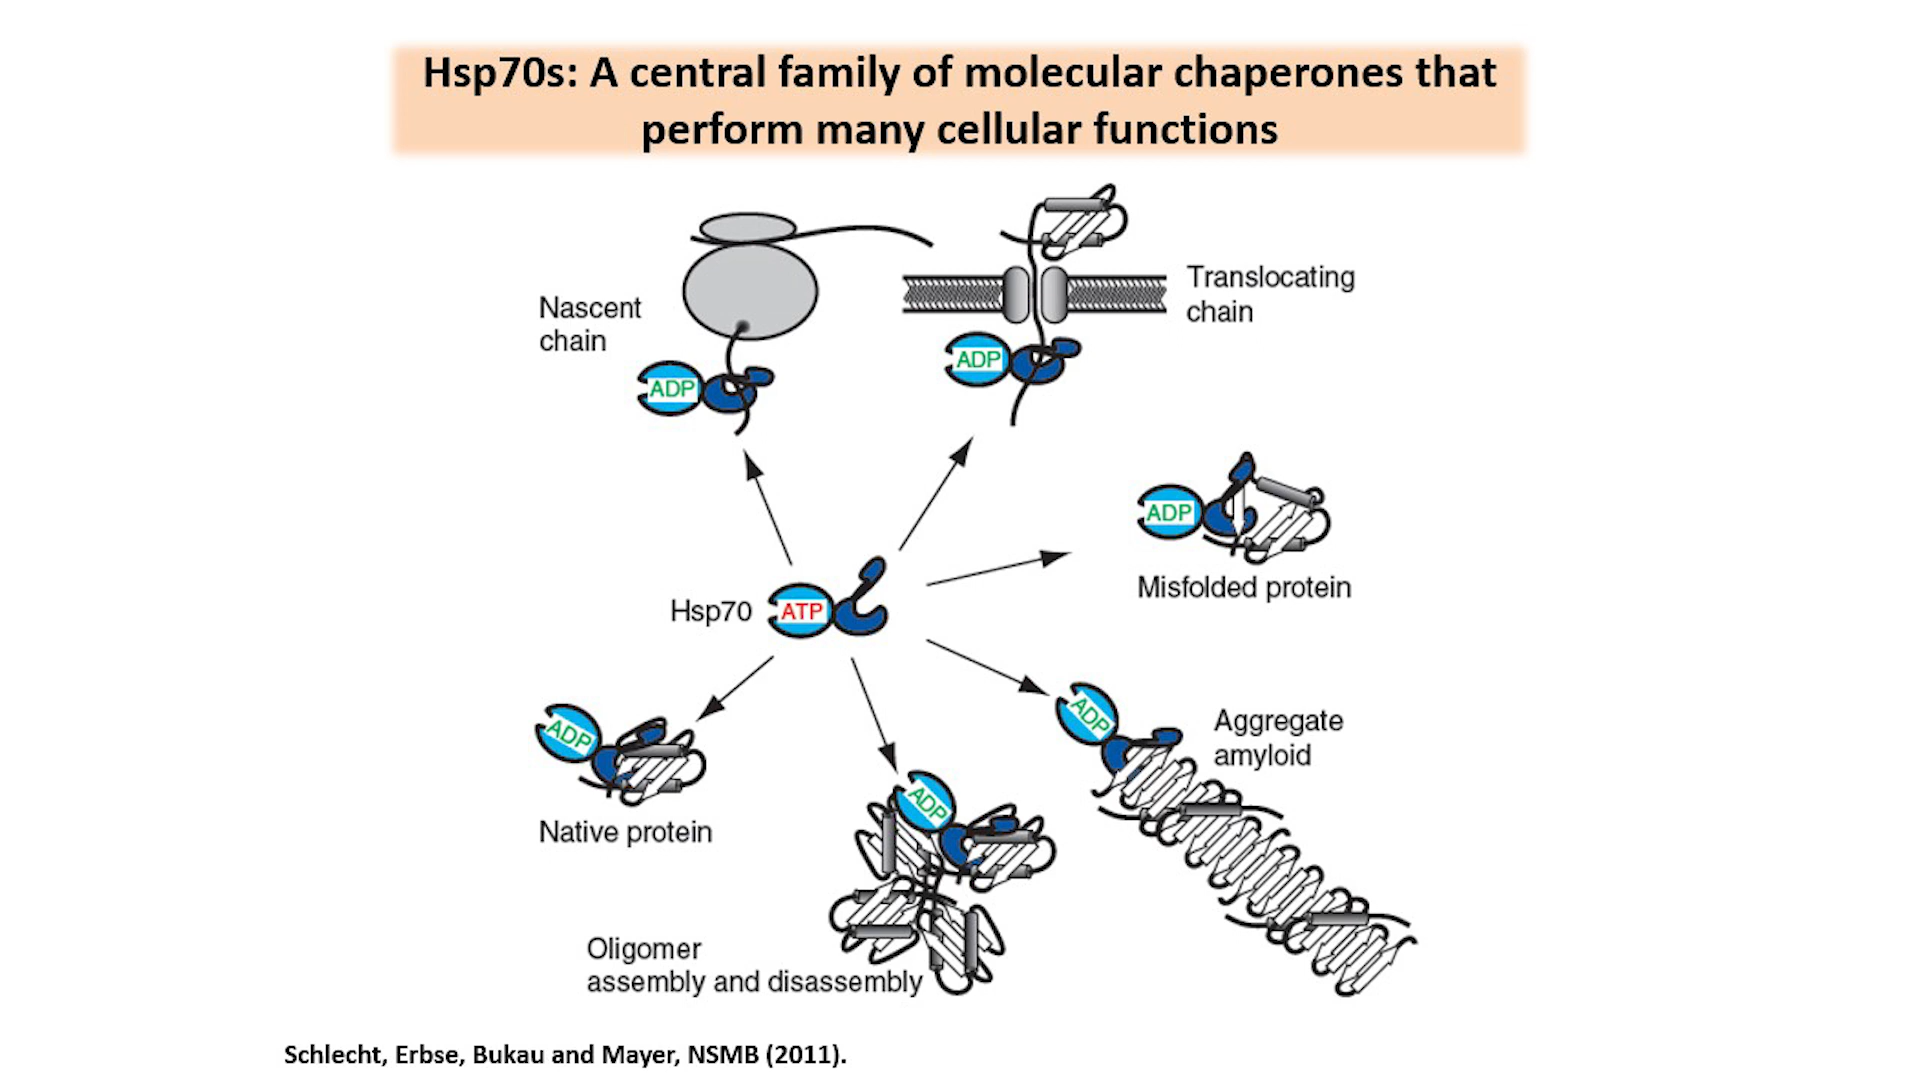 Hsp70s: A central family of molecular chaperones that
perform many cellular functions
Nascent
chain
ADP
Translocating
chain
ADP
ADP
Misfolded protein
Hsp70
ATP
ADP
Native protein
ADP
Aggregate
amyloid
ADP
Oligomer
assembly and disassembly
Schlecht, Erbse, Bukau and Mayer, NSMB (2011).